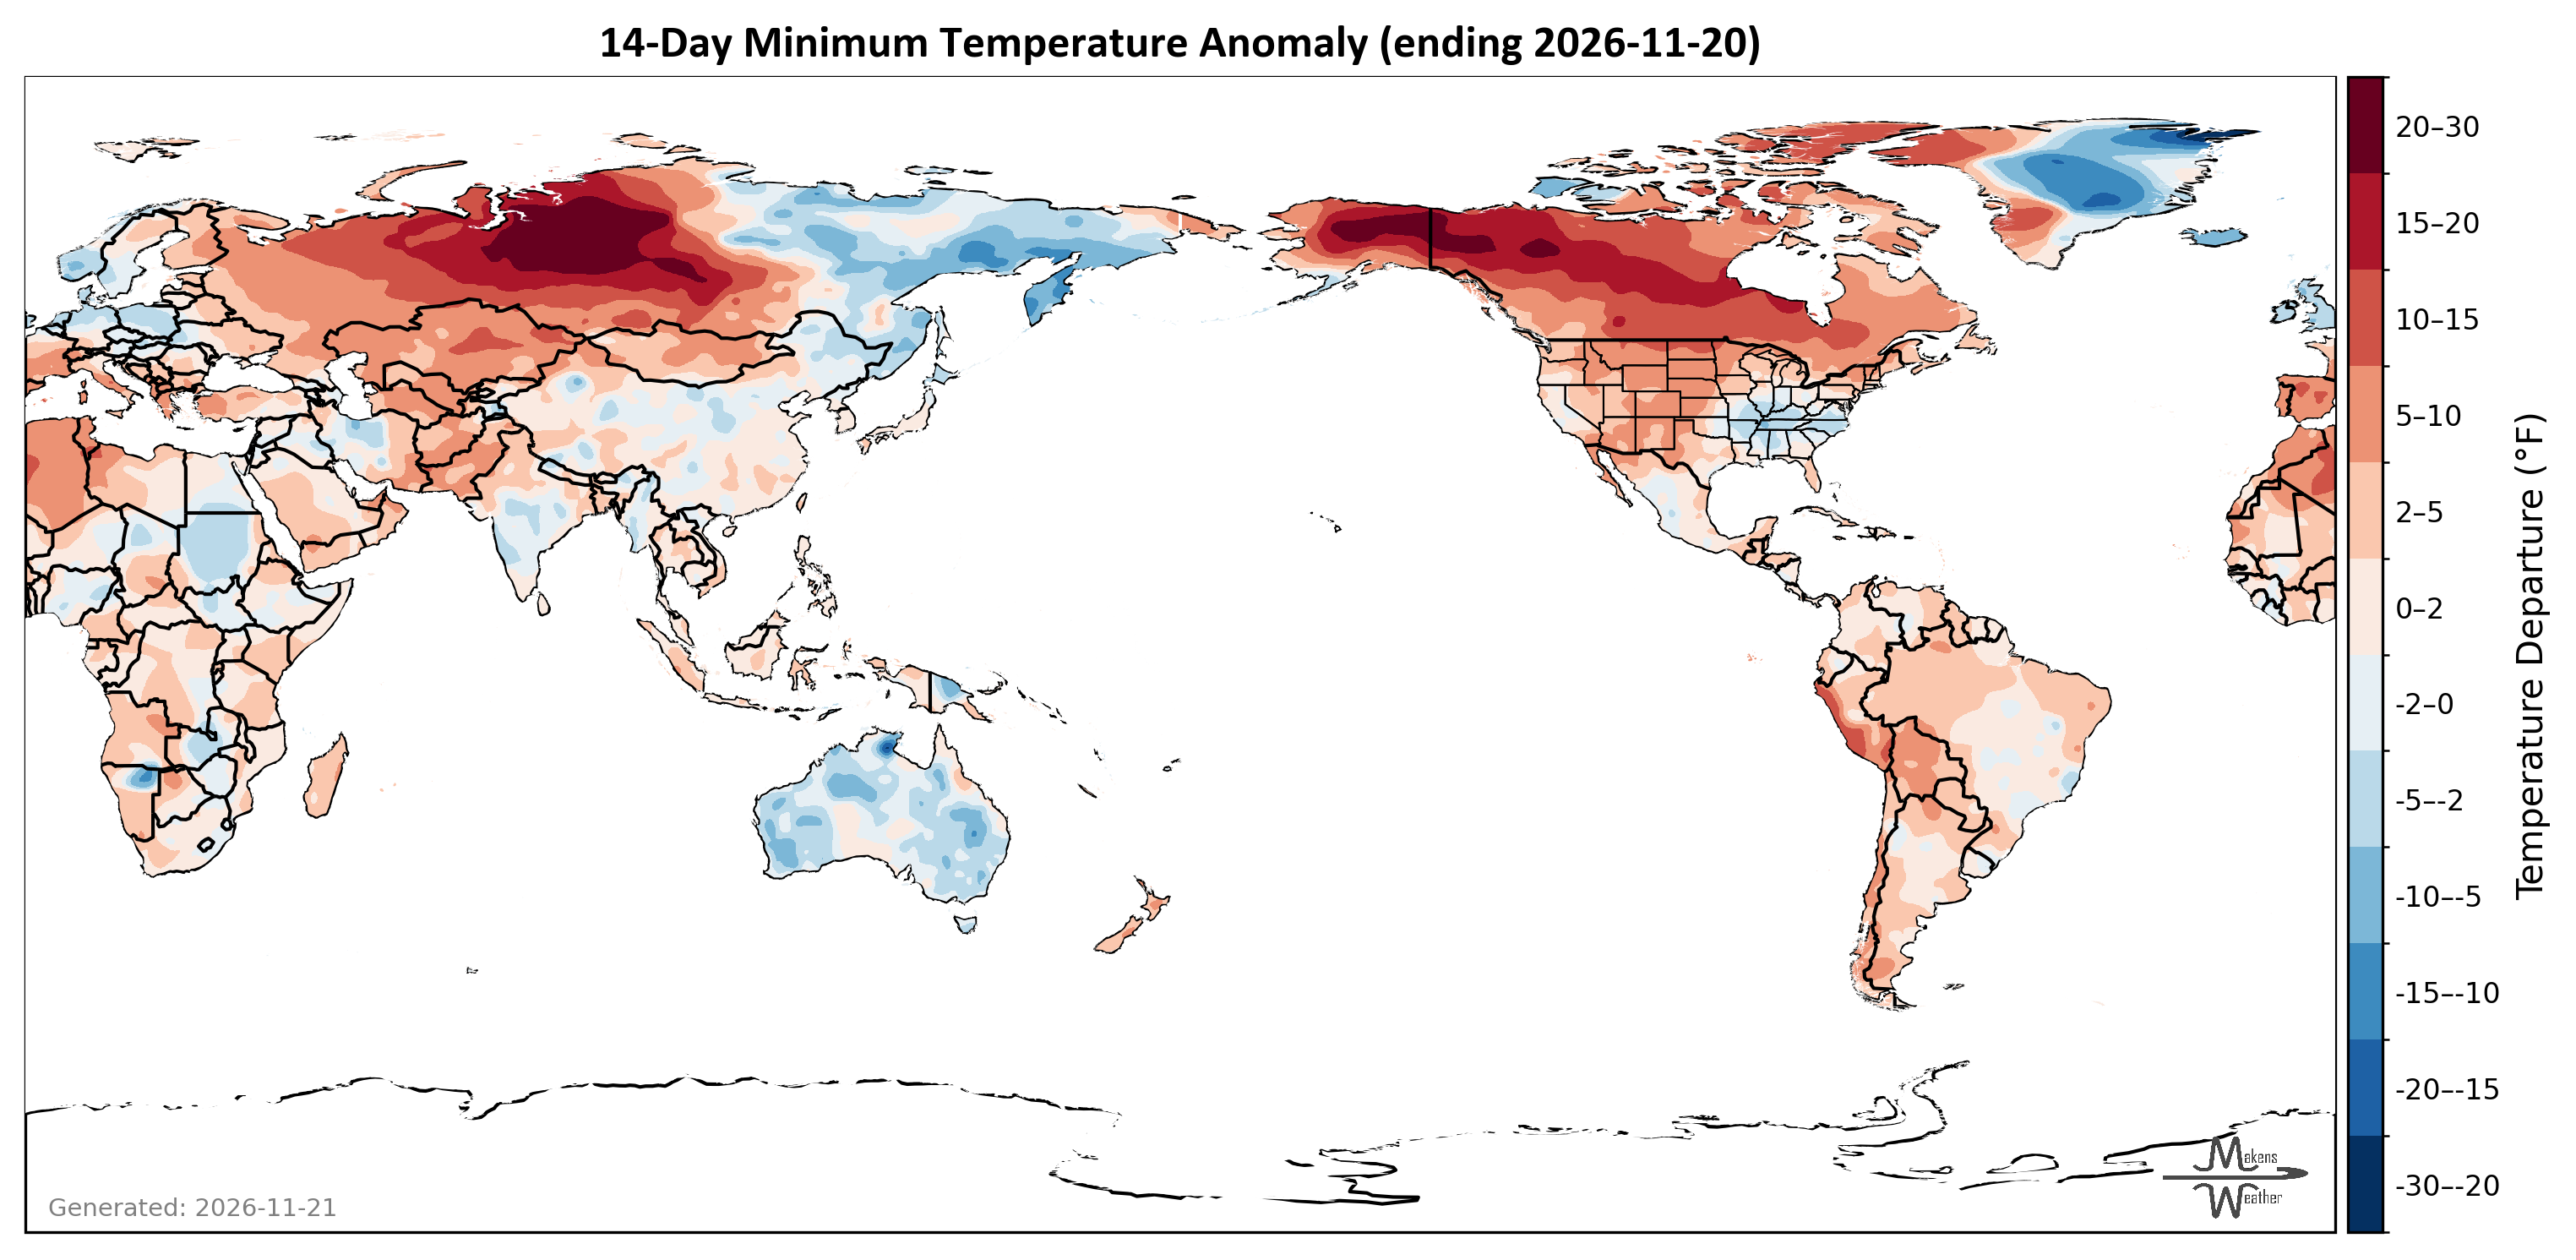 14-Day Minimum Temperature Anomaly (ending 2026-11-20)
20–30
15–20
10–15
5–10
2–5
0–2
-2–0
-5–-2
-10–-5
-15–-10
-20–-15
-30–-20
Temperature Departure (°F)
Makens
Weather
Generated: 2026-11-21